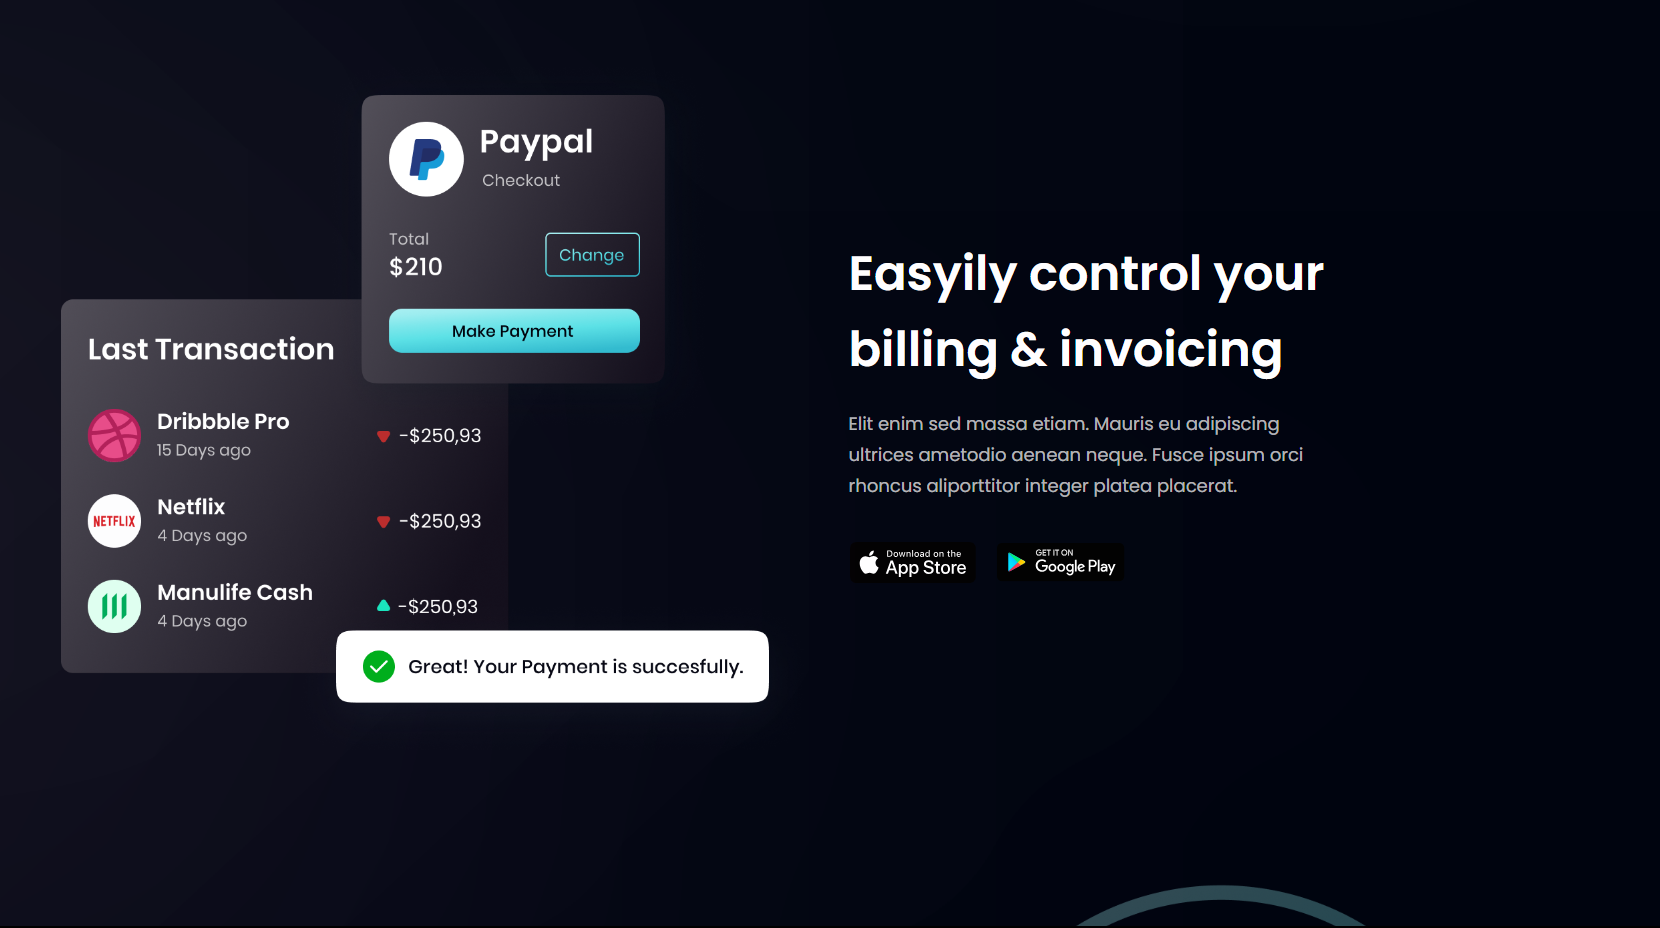 Paypal
Checkout
Total
$210
Change
Make Payment
Last Transaction
Dribbble Pro
15 Days ago
-$250,93
NETFLIX
Netflix
4 Days ago
-$250,93
Manulife Cash
4 Days ago
-$250,93
Great! Your Payment is succesfully.
Easyily control your
billing & invoicing
Elit enim sed massa etiam. Mauris eu adipiscing
ultrices ametodio aenean neque. Fusce ipsum orci
rhoncus aliporttitor integer platea placerat.
Download on the
App Store
GET IT ON
Google Play